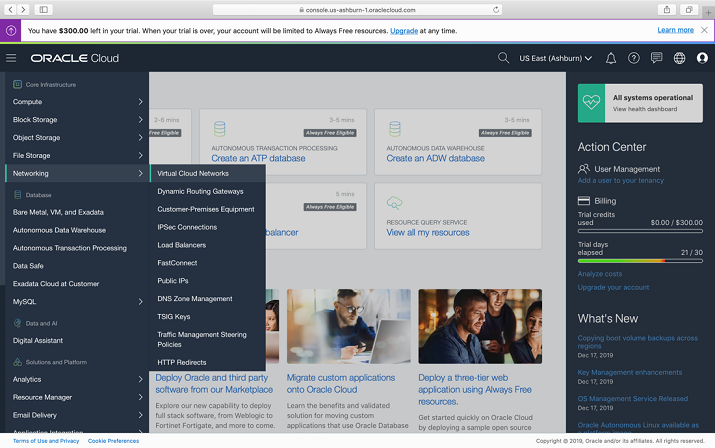 console.us-ashburn-1.oraclecloud.com
You have $300.00 left in your trial. When your trial is over, your account will be limited to Always Free resources. Upgrade at any time.
Learn more
ORACLE Cloud
US East (Ashburn)
Core Infrastructure
Compute
Block Storage
Object Storage
File Storage
Networking
Database
Bare Metal, VM, and Exadata
Autonomous Data Warehouse
Autonomous Transaction Processing
Data Safe
Exadata Cloud at Customer
MySQL
Data and AI
Digital Assistant
Solutions and Platform
Analytics
Resource Manager
Email Delivery
Application Integration
Virtual Cloud Networks
Dynamic Routing Gateways
Customer-Premises Equipment
IPSec Connections
Load Balancers
FastConnect
Public IPs
DNS Zone Management
TSIG Keys
Traffic Management Steering
Policies
HTTP Redirects
2-6 mins
Free Eligible
3-5 mins
Always Free Eligible
AUTONOMOUS TRANSACTION PROCESSING
Create an ATP database
3-5 mins
Always Free Eligible
AUTONOMOUS DATA WAREHOUSE
Create an ADW database
5 mins
Always Free Eligible
balancer
RESOURCE QUERY SERVICE
View all my resources
Deploy Oracle and third party
software from our Marketplace
Explore our new capability to deploy
full stack software, from Weblogic to
Fortinet Fortigate, and more to come.
Migrate custom applications
onto Oracle Cloud
Learn the benefits and validated
solution for moving custom
applications that use Oracle Database
Deploy a three-tier web
application using Always Free
resources.
Get started quickly on Oracle Cloud
by deploying a sample open source
All systems operational
View health dashboard
Action Center
User Management
Add a user to your tenancy
Billing
Trial credits
used
$0.00 / $300.00
Trial days
elapsed
21 / 30
Analyze costs
Upgrade your account
What's New
Copying boot volume backups across
regions
Dec 17, 2019
Key Management enhancements
Dec 17, 2019
OS Management Service Released
Dec 17, 2019
Oracle Autonomous Linux available as
Terms of Use and Privacy
Cookie Preferences
Copyright © 2019, Oracle and/or its affiliates. All rights reserved.